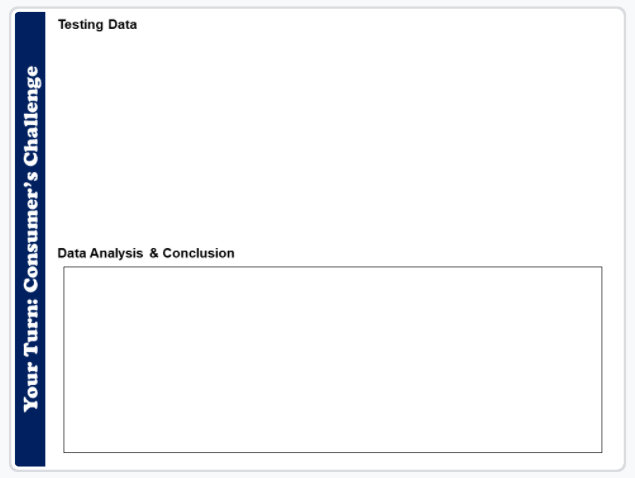 Your Turn: Consumer's Challenge
Testing Data
Data Analysis & Conclusion